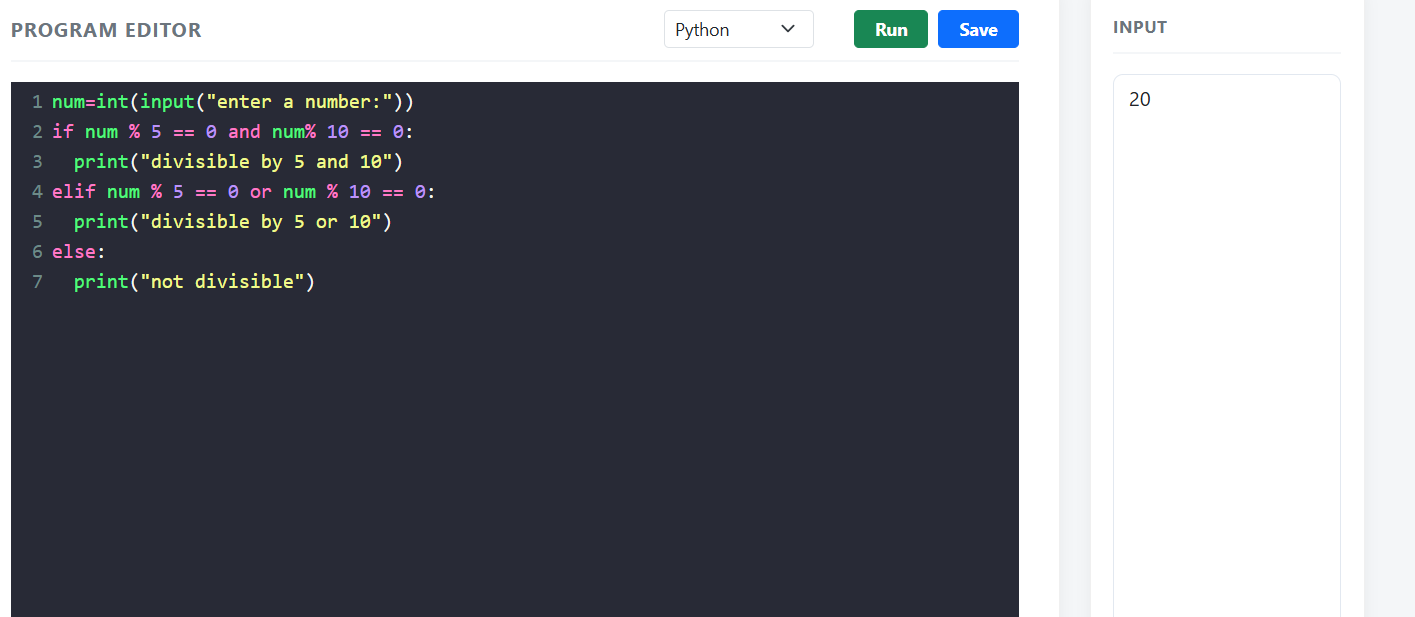 PROGRAM EDITOR
Python
Run
Save
1 num=int(input("enter a number:"))
2 if num % 5 == 0 and num% 10 == 0:
3   print("divisible by 5 and 10")
4 elif num % 5 == 0 or num % 10 == 0:
5   print("divisible by 5 or 10")
6 else:
7   print("not divisible")
INPUT
20